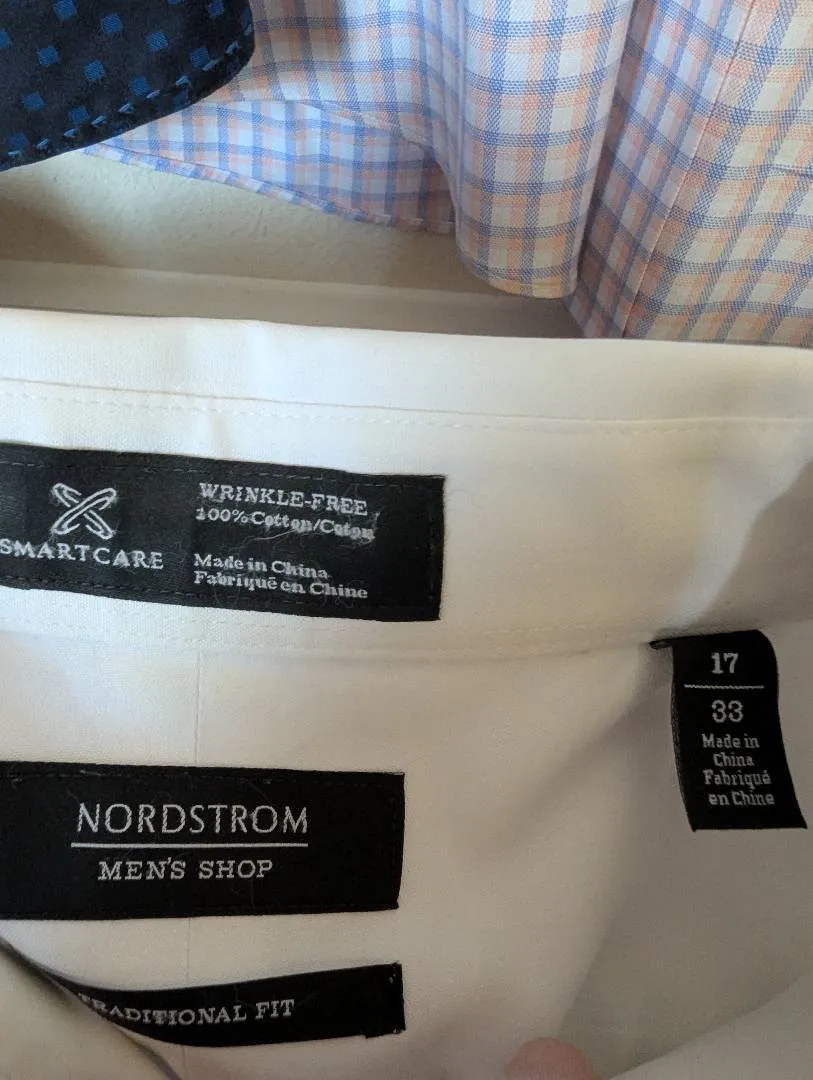 WRINKLE-FREE
100% Cotton/Coton
SMARTCARE
Made in China
Fabriqué en Chine
17
33
Made in
China
Fabriqué
en Chine
NORDSTROM
MEN'S SHOP
TRADITIONAL FIT